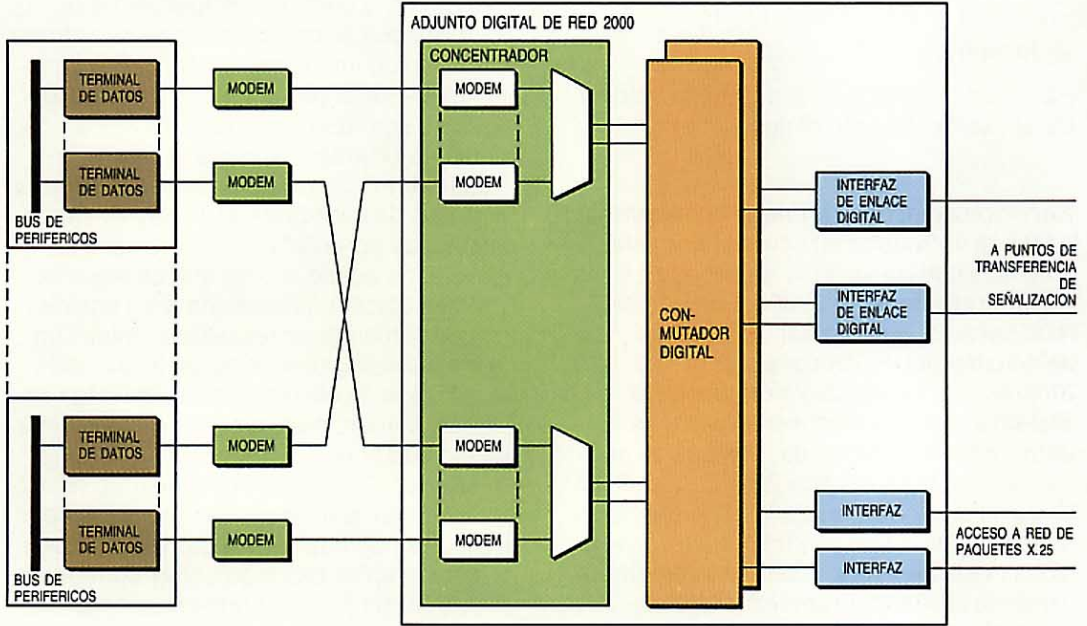 ADJUNTO DIGITAL DE RED 2000
CONCENTRADOR
TERMINAL
DE DATOS
MODEM
MODEM
TERMINAL
DE DATOS
MODEM
MODEM
BUS DE
PERIFERICOS
INTERFAZ
DE ENLACE
DIGITAL
A PUNTOS DE
TRANSFERENCIA
DE
SEÑALIZACION
INTERFAZ
DE ENLACE
DIGITAL
CON-
MUTADOR
DIGITAL
TERMINAL
DE DATOS
MODEM
MODEM
INTERFAZ
ACCESO A RED DE
PAQUETES X.25
TERMINAL
DE DATOS
MODEM
MODEM
INTERFAZ
BUS DE
PERIFERICOS